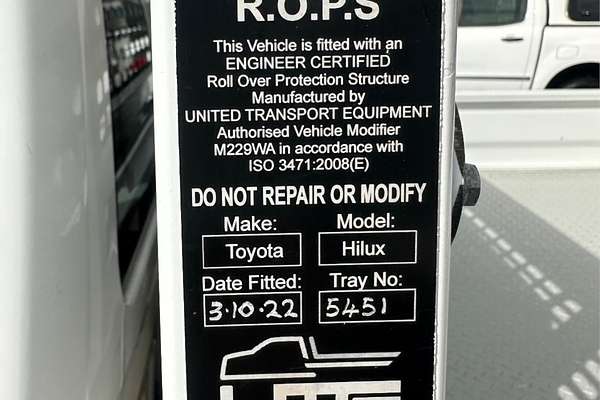 R.O.P.S
This Vehicle is fitted with an
ENGINEER CERTIFIED
Roll Over Protection Structure
Manufactured by
UNITED TRANSPORT EQUIPMENT
Authorised Vehicle Modifier
M229WA in accordance with
ISO 3471:2008(E)
DO NOT REPAIR OR MODIFY
Make: Model:
Toyota Hilux
Date Fitted: Tray No:
3·10·22 5451